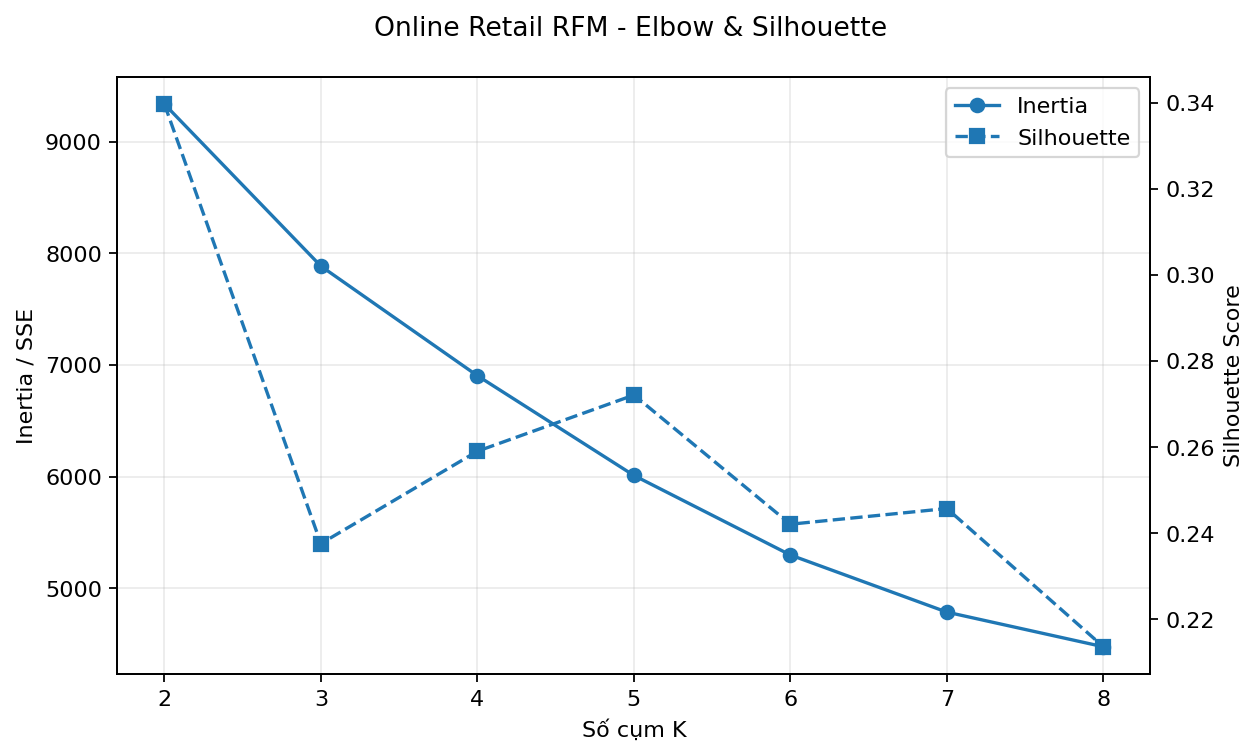 Online Retail RFM - Elbow & Silhouette
Inertia
Silhouette
Inertia / SSE
9000
8000
7000
6000
5000
0.34
0.32
0.30
0.28
0.26
0.24
0.22
Silhouette Score
2 3 4 5 6 7 8
Số cụm K